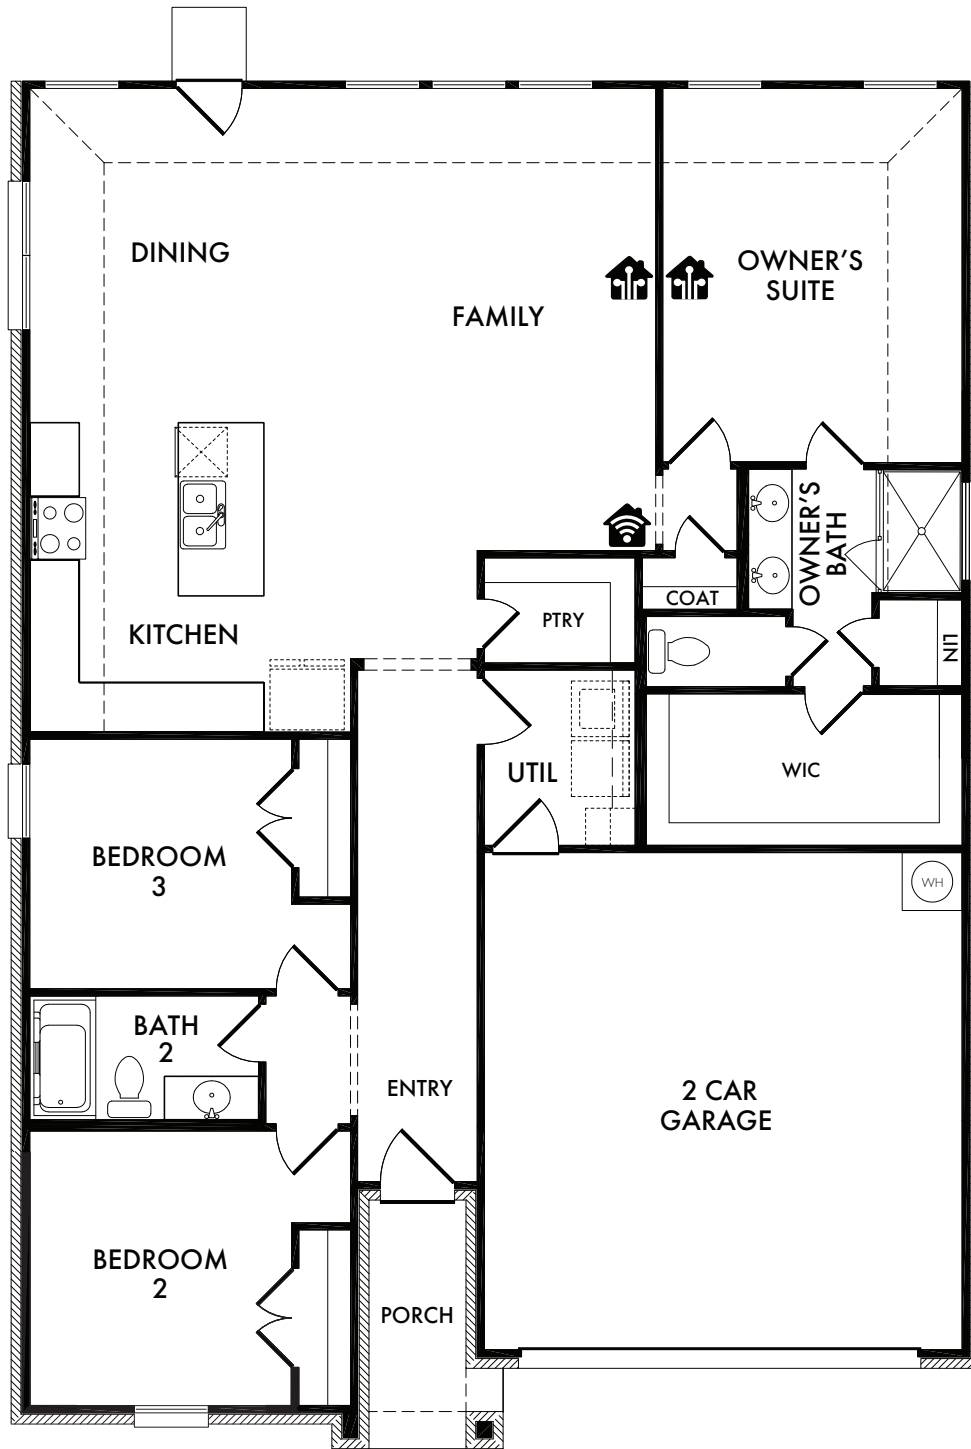 DINING
OWNER'S
SUITE
FAMILY
OWNER'S
BATH
COAT
PTRY
KITCHEN
LIN
UTIL
WIC
BEDROOM
3
WH
BATH
2
ENTRY
2 CAR
GARAGE
BEDROOM
2
PORCH